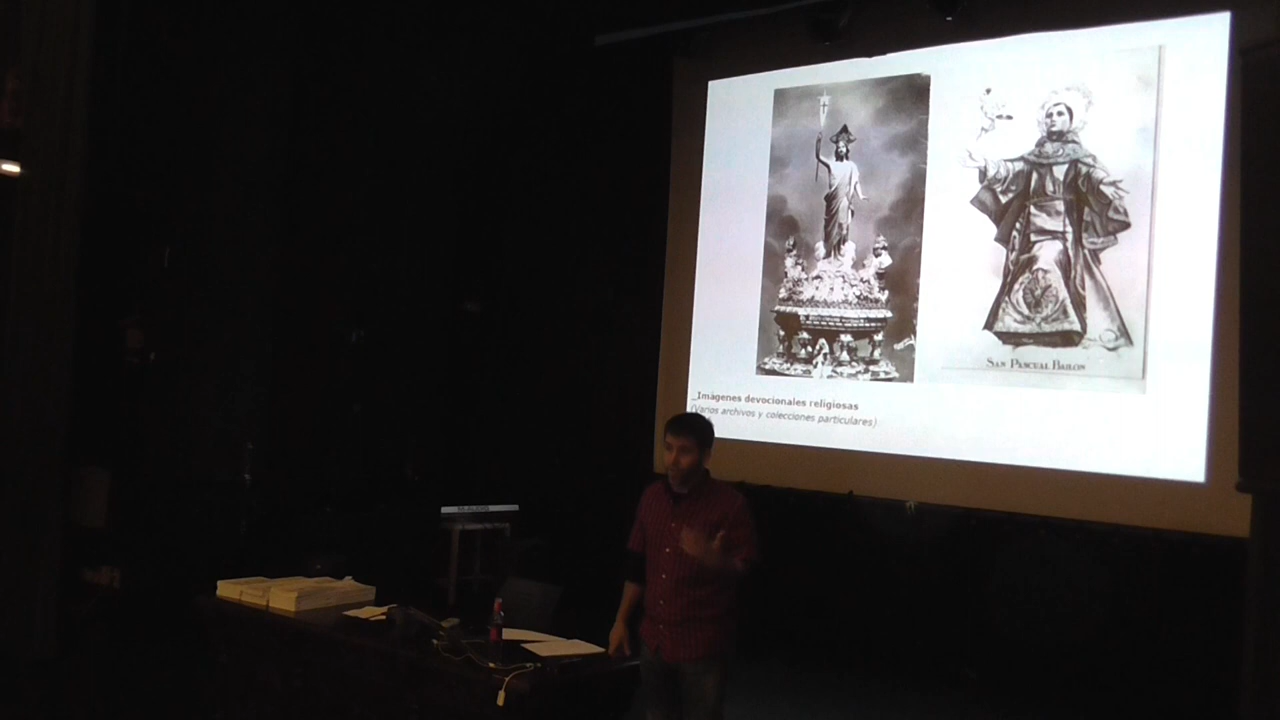 SAN PASCUAL BAILON
_Imágenes devocionales religiosas
(Varios archivos y colecciones particulares)